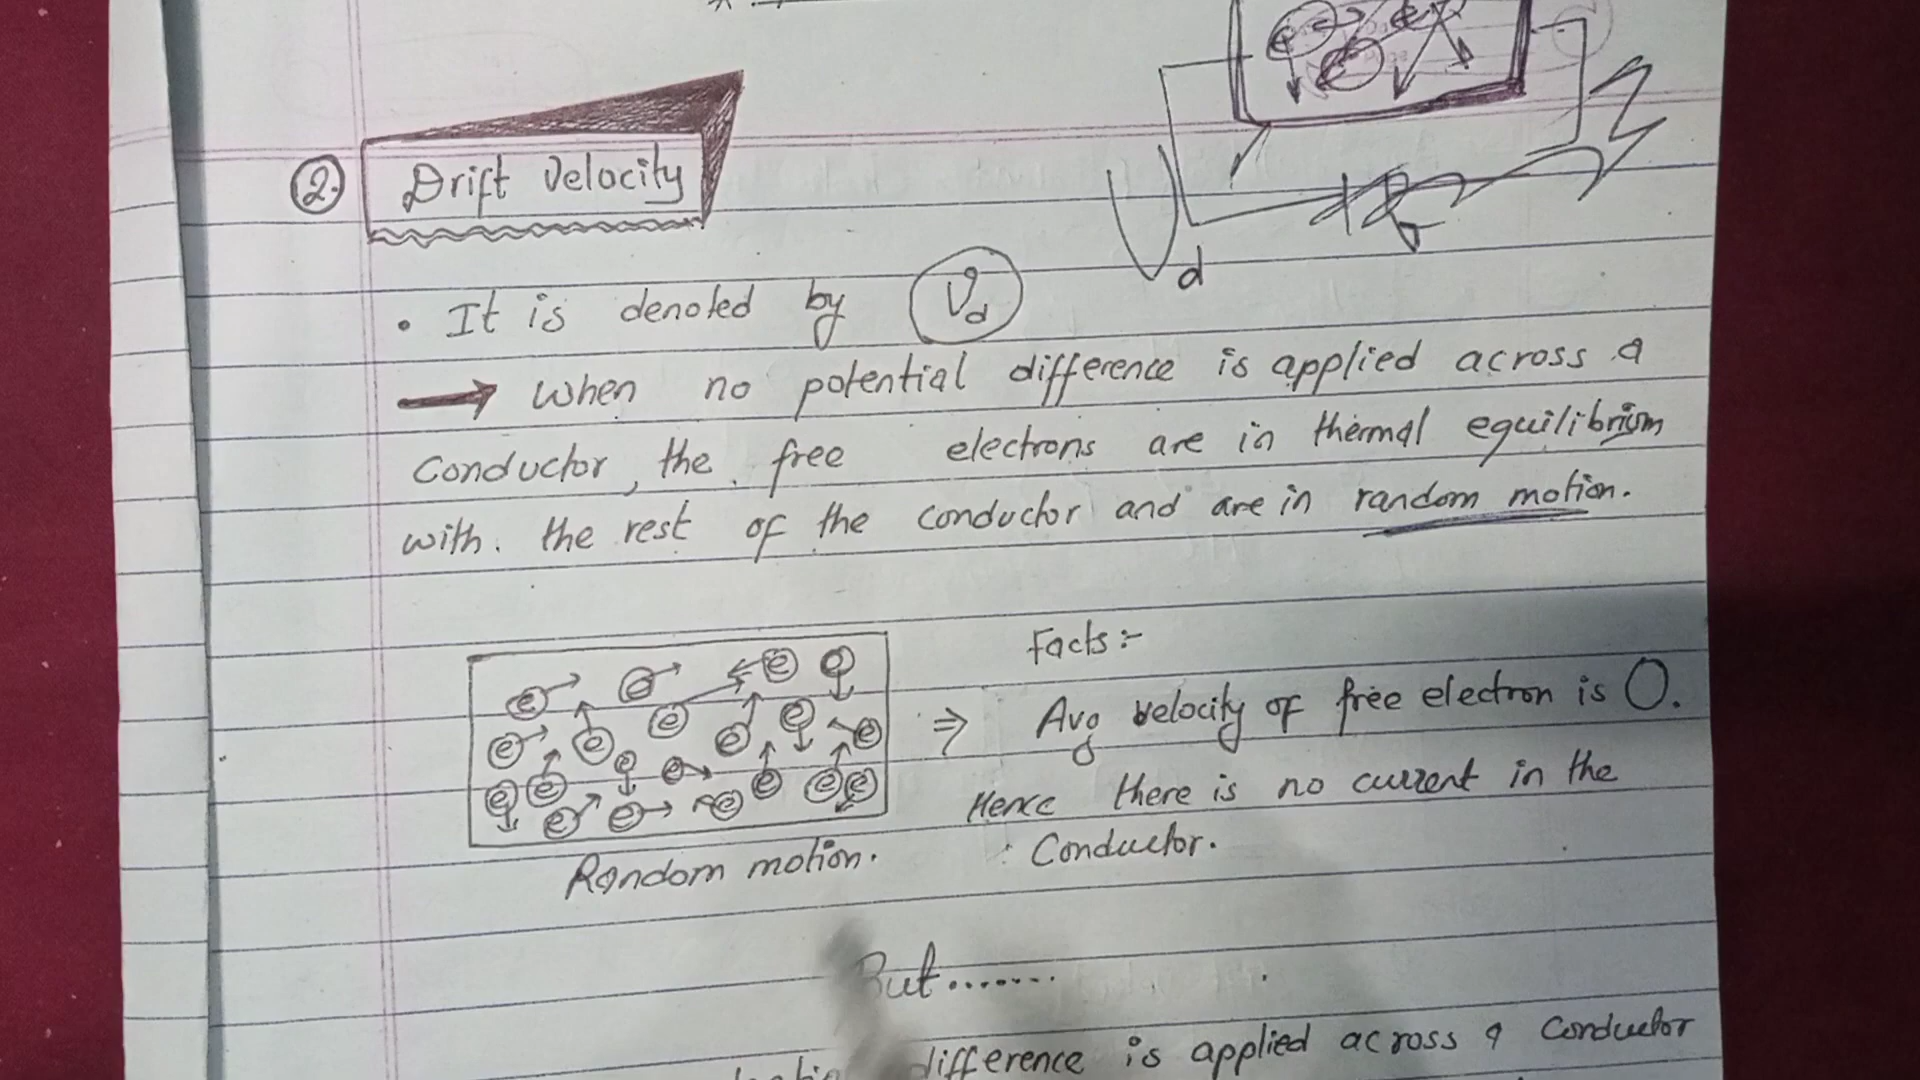 2. Drift Velocity
Vd
• It is denoted by Vd
→ When no potential difference is applied across a
Conductor, the free electrons are in thermal equilibrium
with the rest of the conductor and are in random motion.
Facts :-
⇒ Avg velocity of free electron is 0.
Hence there is no current in the
Conductor.
Random motion.
But.......
difference is applied across a Conductor